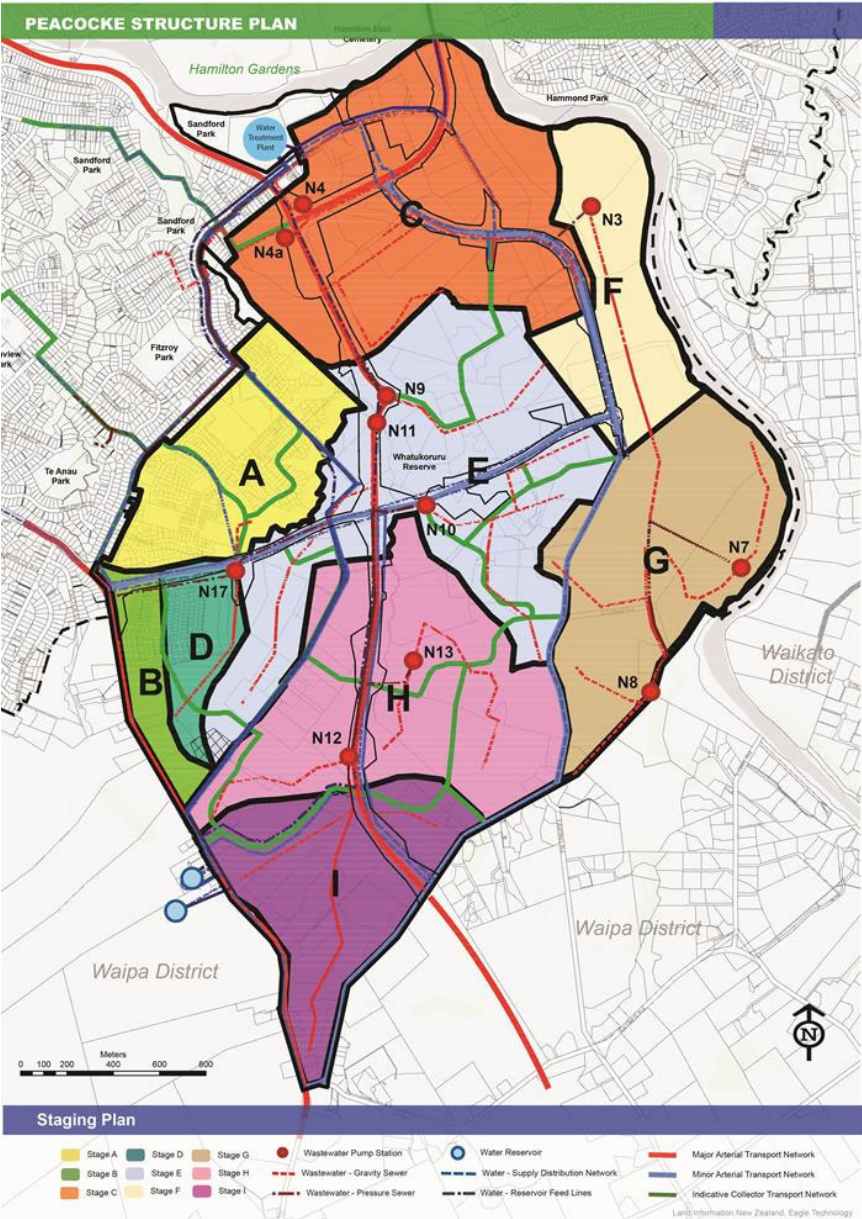 PEACOCKE STRUCTURE PLAN
Hamilton East
Cemetery
Hamilton Gardens
Hammond Park
Sandford
Park
Water
Treatment
Plant
Sandford
Park
N4
C
N3
Sandford
Park
N4a
F
Fitzroy
Park
N9
N11
Whatukoruru
Reserve
E
A
Te Anau
Park
N10
N7
G
N17
D
B
N13
Waikato
District
N8
H
N12
I
Waipa District
Waipa District
N
Meters
0 100 200 400 600 800
Staging Plan
Stage A
Stage B
Stage C
Stage D
Stage E
Stage F
Stage G
Stage H
Stage I
Wastewater Pump Station
Wastewater - Gravity Sewer
Wastewater - Pressure Sewer
Water Reservoir
Water - Supply Distribution Network
Water - Reservoir Feed Lines
Major Arterial Transport Network
Minor Arterial Transport Network
Indicative Collector Transport Network
Land Information New Zealand, Eagle Technology